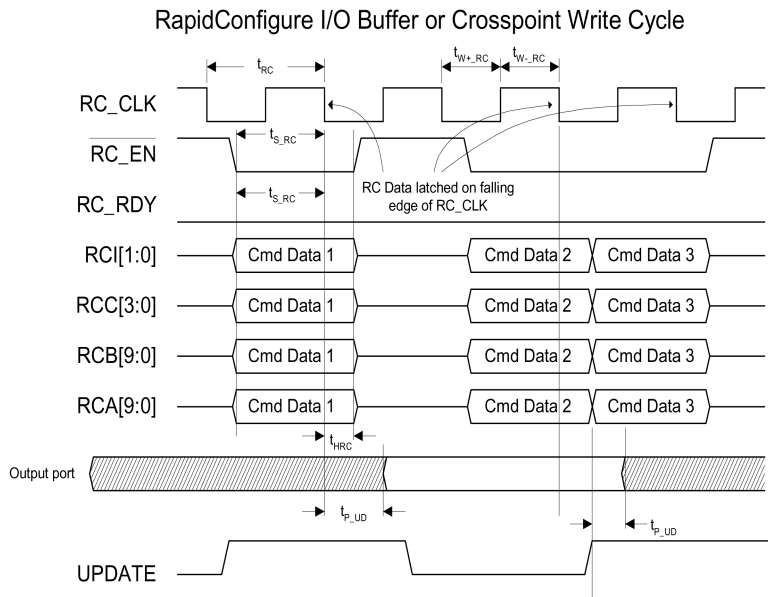 RapidConfigure I/O Buffer or Crosspoint Write Cycle
tRC
tW+_RC
tW-_RC
RC_CLK
tS_RC
RC_EN
tS_RC
RC Data latched on falling
edge of RC_CLK
RC_RDY
RCI[1:0]
Cmd Data 1
Cmd Data 2
Cmd Data 3
RCC[3:0]
Cmd Data 1
Cmd Data 2
Cmd Data 3
RCB[9:0]
Cmd Data 1
Cmd Data 2
Cmd Data 3
RCA[9:0]
Cmd Data 1
Cmd Data 2
Cmd Data 3
tHRC
Output port
tP_UD
tP_UD
UPDATE